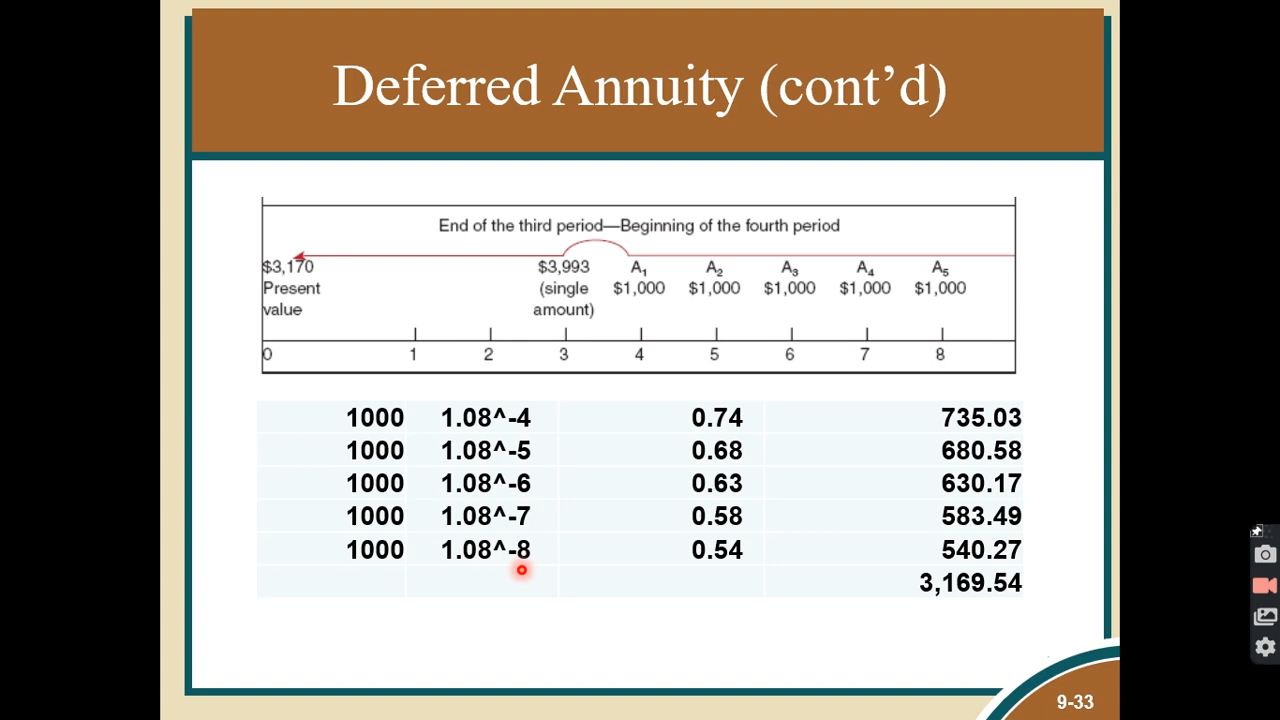 Deferred Annuity (cont’d)
End of the third period—Beginning of the fourth period
$3,170 $3,993 A1 A2 A3 A4 A5
Present (single $1,000 $1,000 $1,000 $1,000 $1,000
value amount)
0 1 2 3 4 5 6 7 8
1000 1.08^-4 0.74 735.03
1000 1.08^-5 0.68 680.58
1000 1.08^-6 0.63 630.17
1000 1.08^-7 0.58 583.49
1000 1.08^-8 0.54 540.27
3,169.54
9-33